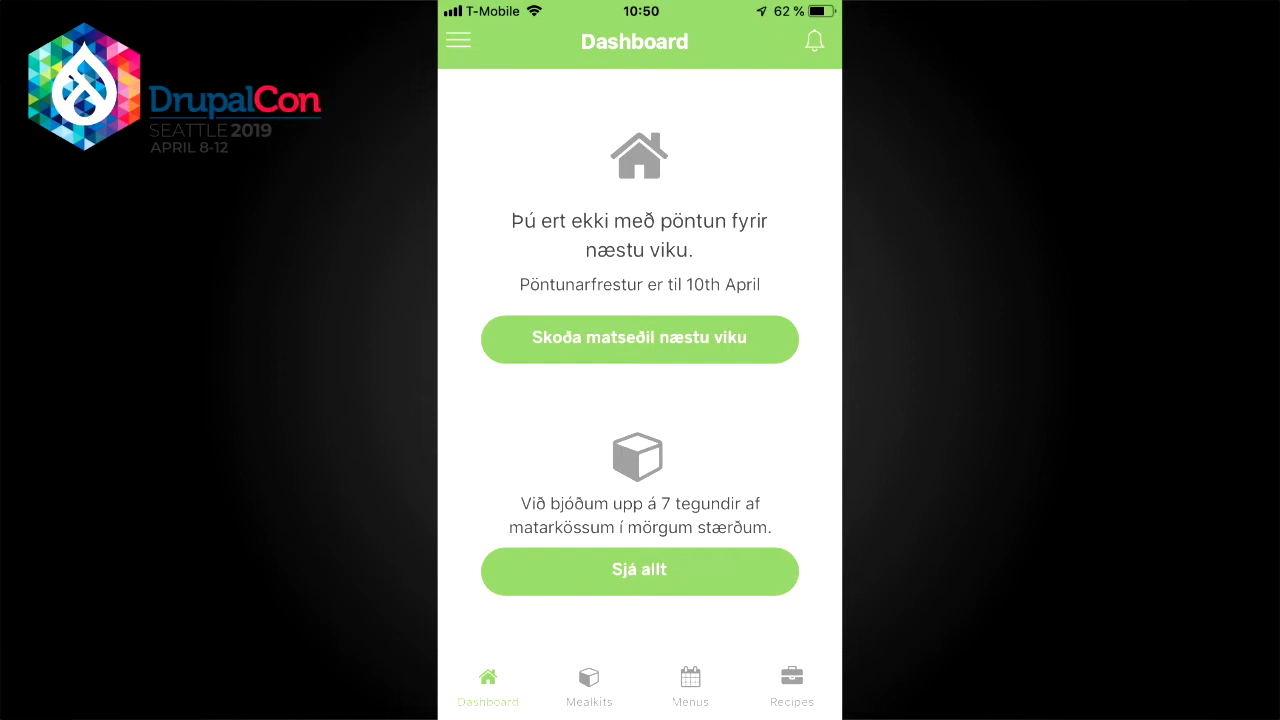 DrupalCon
SEATTLE 2019
APRIL 8-12
T-Mobile 10:50 62 %
Dashboard
Þú ert ekki með pöntun fyrir
næstu viku.
Pöntunarfrestur er til 10th April
Skoða matseðil næstu viku
Við bjóðum upp á 7 tegundir af
matarkössum í mörgum stærðum.
Sjá allt
Dashboard Mealkits Menus Recipes